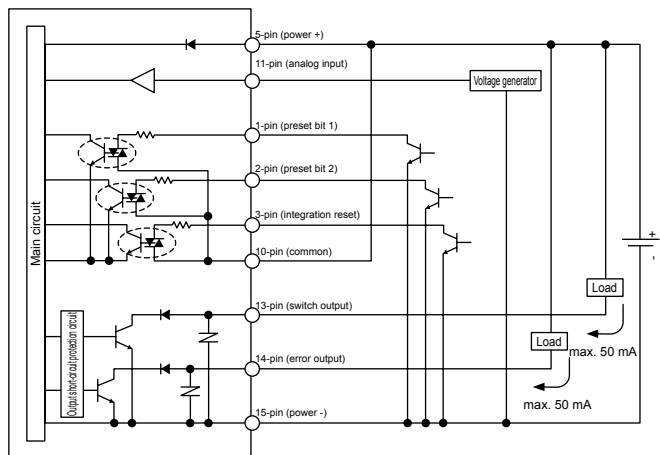 5-pin (power +)
11-pin (analog input)
Voltage generator
1-pin (preset bit 1)
2-pin (preset bit 2)
3-pin (integration reset)
10-pin (common)
Main circuit
+
-
13-pin (switch output)
Load
max. 50 mA
Output short-circuit protection circuit
14-pin (error output)
Load
max. 50 mA
15-pin (power -)